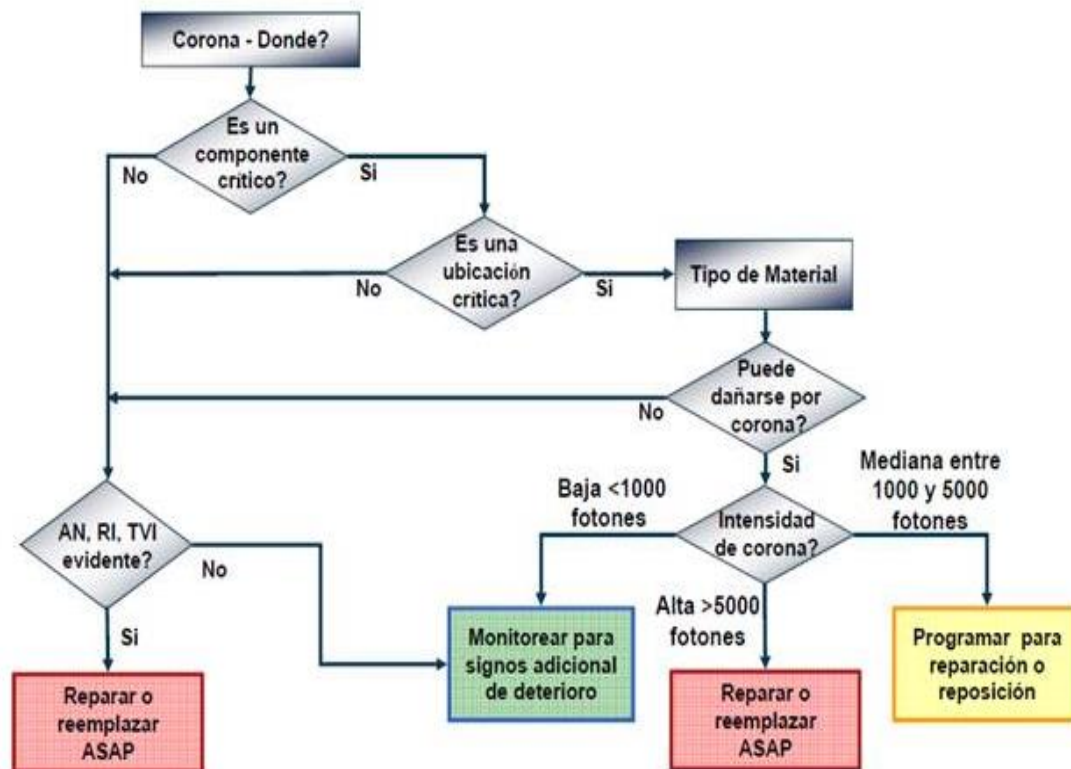 Corona - Donde?
Es un
componente
crítico?
No
Si
Es una
ubicación
crítica?
No
Si
Tipo de Material
Puede
dañarse por
corona?
No
Si
Mediana entre
1000 y 5000
fotones
Baja <1000
fotones
Intensidad
de corona?
AN, RI, TVI
evidente?
No
Alta >5000
fotones
Si
Monitorear para
signos adicional
de deterioro
Programar para
reparación o
reposición
Reparar o
reemplazar
ASAP
Reparar o
reemplazar
ASAP